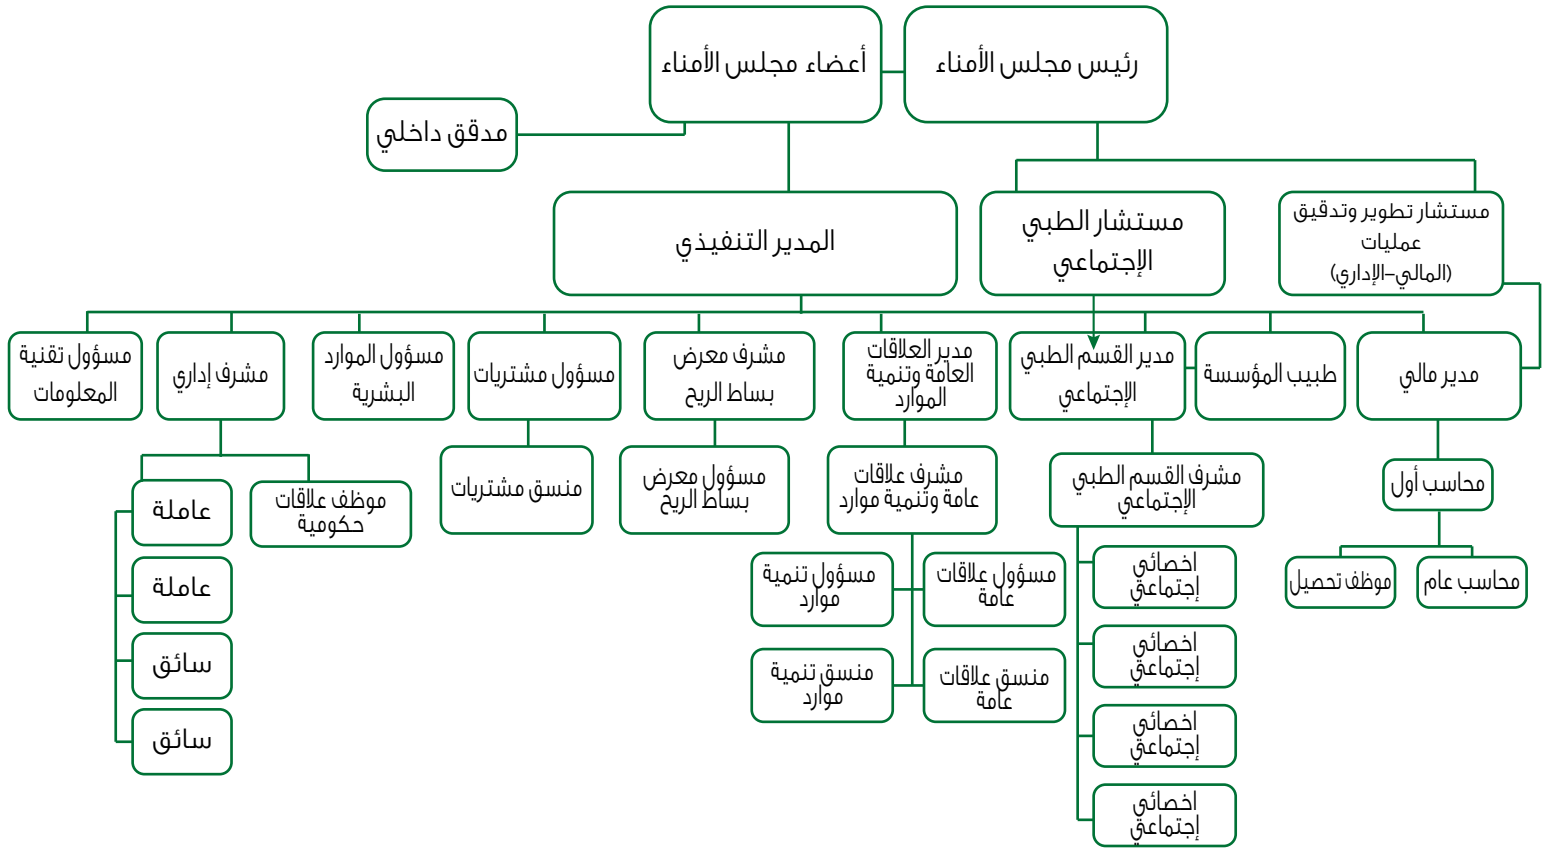 رئيس مجلس الأمناء
أعضاء مجلس الأمناء
مدقق داخلي
مستشار تطوير وتدقيق
عمليات
(المالي-الإداري)
مستشار الطبي
الإجتماعي
المدير التنفيذي
مدير مالي
طبيب المؤسسة
مدير القسم الطبي
الإجتماعي
مدير العلاقات
العامة وتنمية
الموارد
مشرف معرض
بساط الريح
مسؤول مشتريات
مسؤول الموارد
البشرية
مشرف إداري
مسؤول تقنية
المعلومات
محاسب أول
مشرف القسم الطبي
الإجتماعي
مشرف علاقات
عامة وتنمية موارد
مسؤول معرض
بساط الريح
منسق مشتريات
موظف علاقات
حكومية
عاملة
عاملة
سائق
سائق
محاسب عام
موظف تحصيل
اخصائي
إجتماعي
اخصائي
إجتماعي
اخصائي
إجتماعي
اخصائي
إجتماعي
مسؤول علاقات
عامة
مسؤول تنمية
موارد
منسق علاقات
عامة
منسق تنمية
موارد